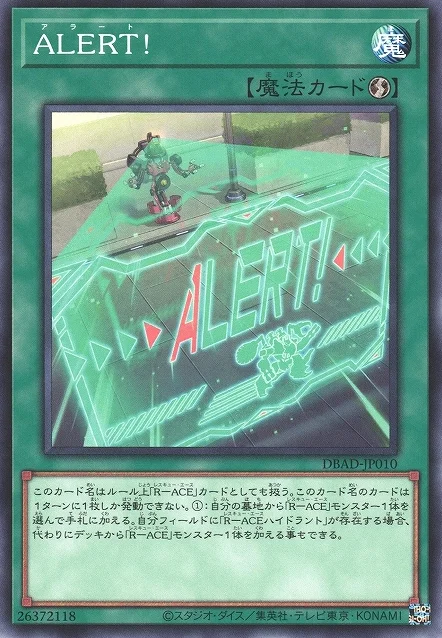 アラート
ALERT!
魔
【魔法カード】
まほう
ALERT!
DBAD-JP010
このカード名はルール上「R-ACE」カードとしても扱う。このカード名のカードは
1ターンに1枚しか発動できない。①:自分の墓地から「R-ACE」モンスター1体を
選んで手札に加える。自分フィールドに「R-ACEハイドラント」が存在する場合、
代わりにデッキから「R-ACE」モンスター1体を加える事もできる。
26372118
©スタジオ・ダイス/集英社・テレビ東京・KONAMI